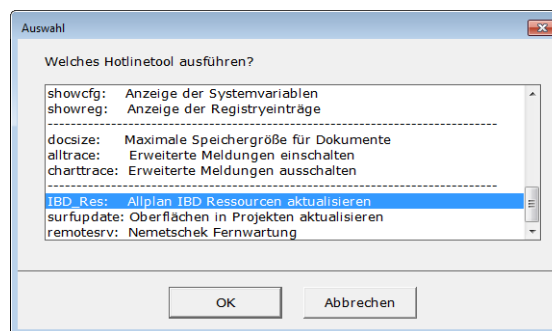 Auswahl
Welches Hotlinetool ausführen?
showcfg: Anzeige der Systemvariablen
showreg: Anzeige der Registryeinträge
--------------------------------------------------------------------------
docsize: Maximale Speichergröße für Dokumente
alltrace: Erweiterte Meldungen einschalten
charttrace: Erweiterte Meldungen ausschalten
--------------------------------------------------------------------------
IBD_Res: Allplan IBD Ressourcen aktualisieren
surfupdate: Oberflächen in Projekten aktualisieren
remotesrv: Nemetschek Fernwartung
OK Abbrechen